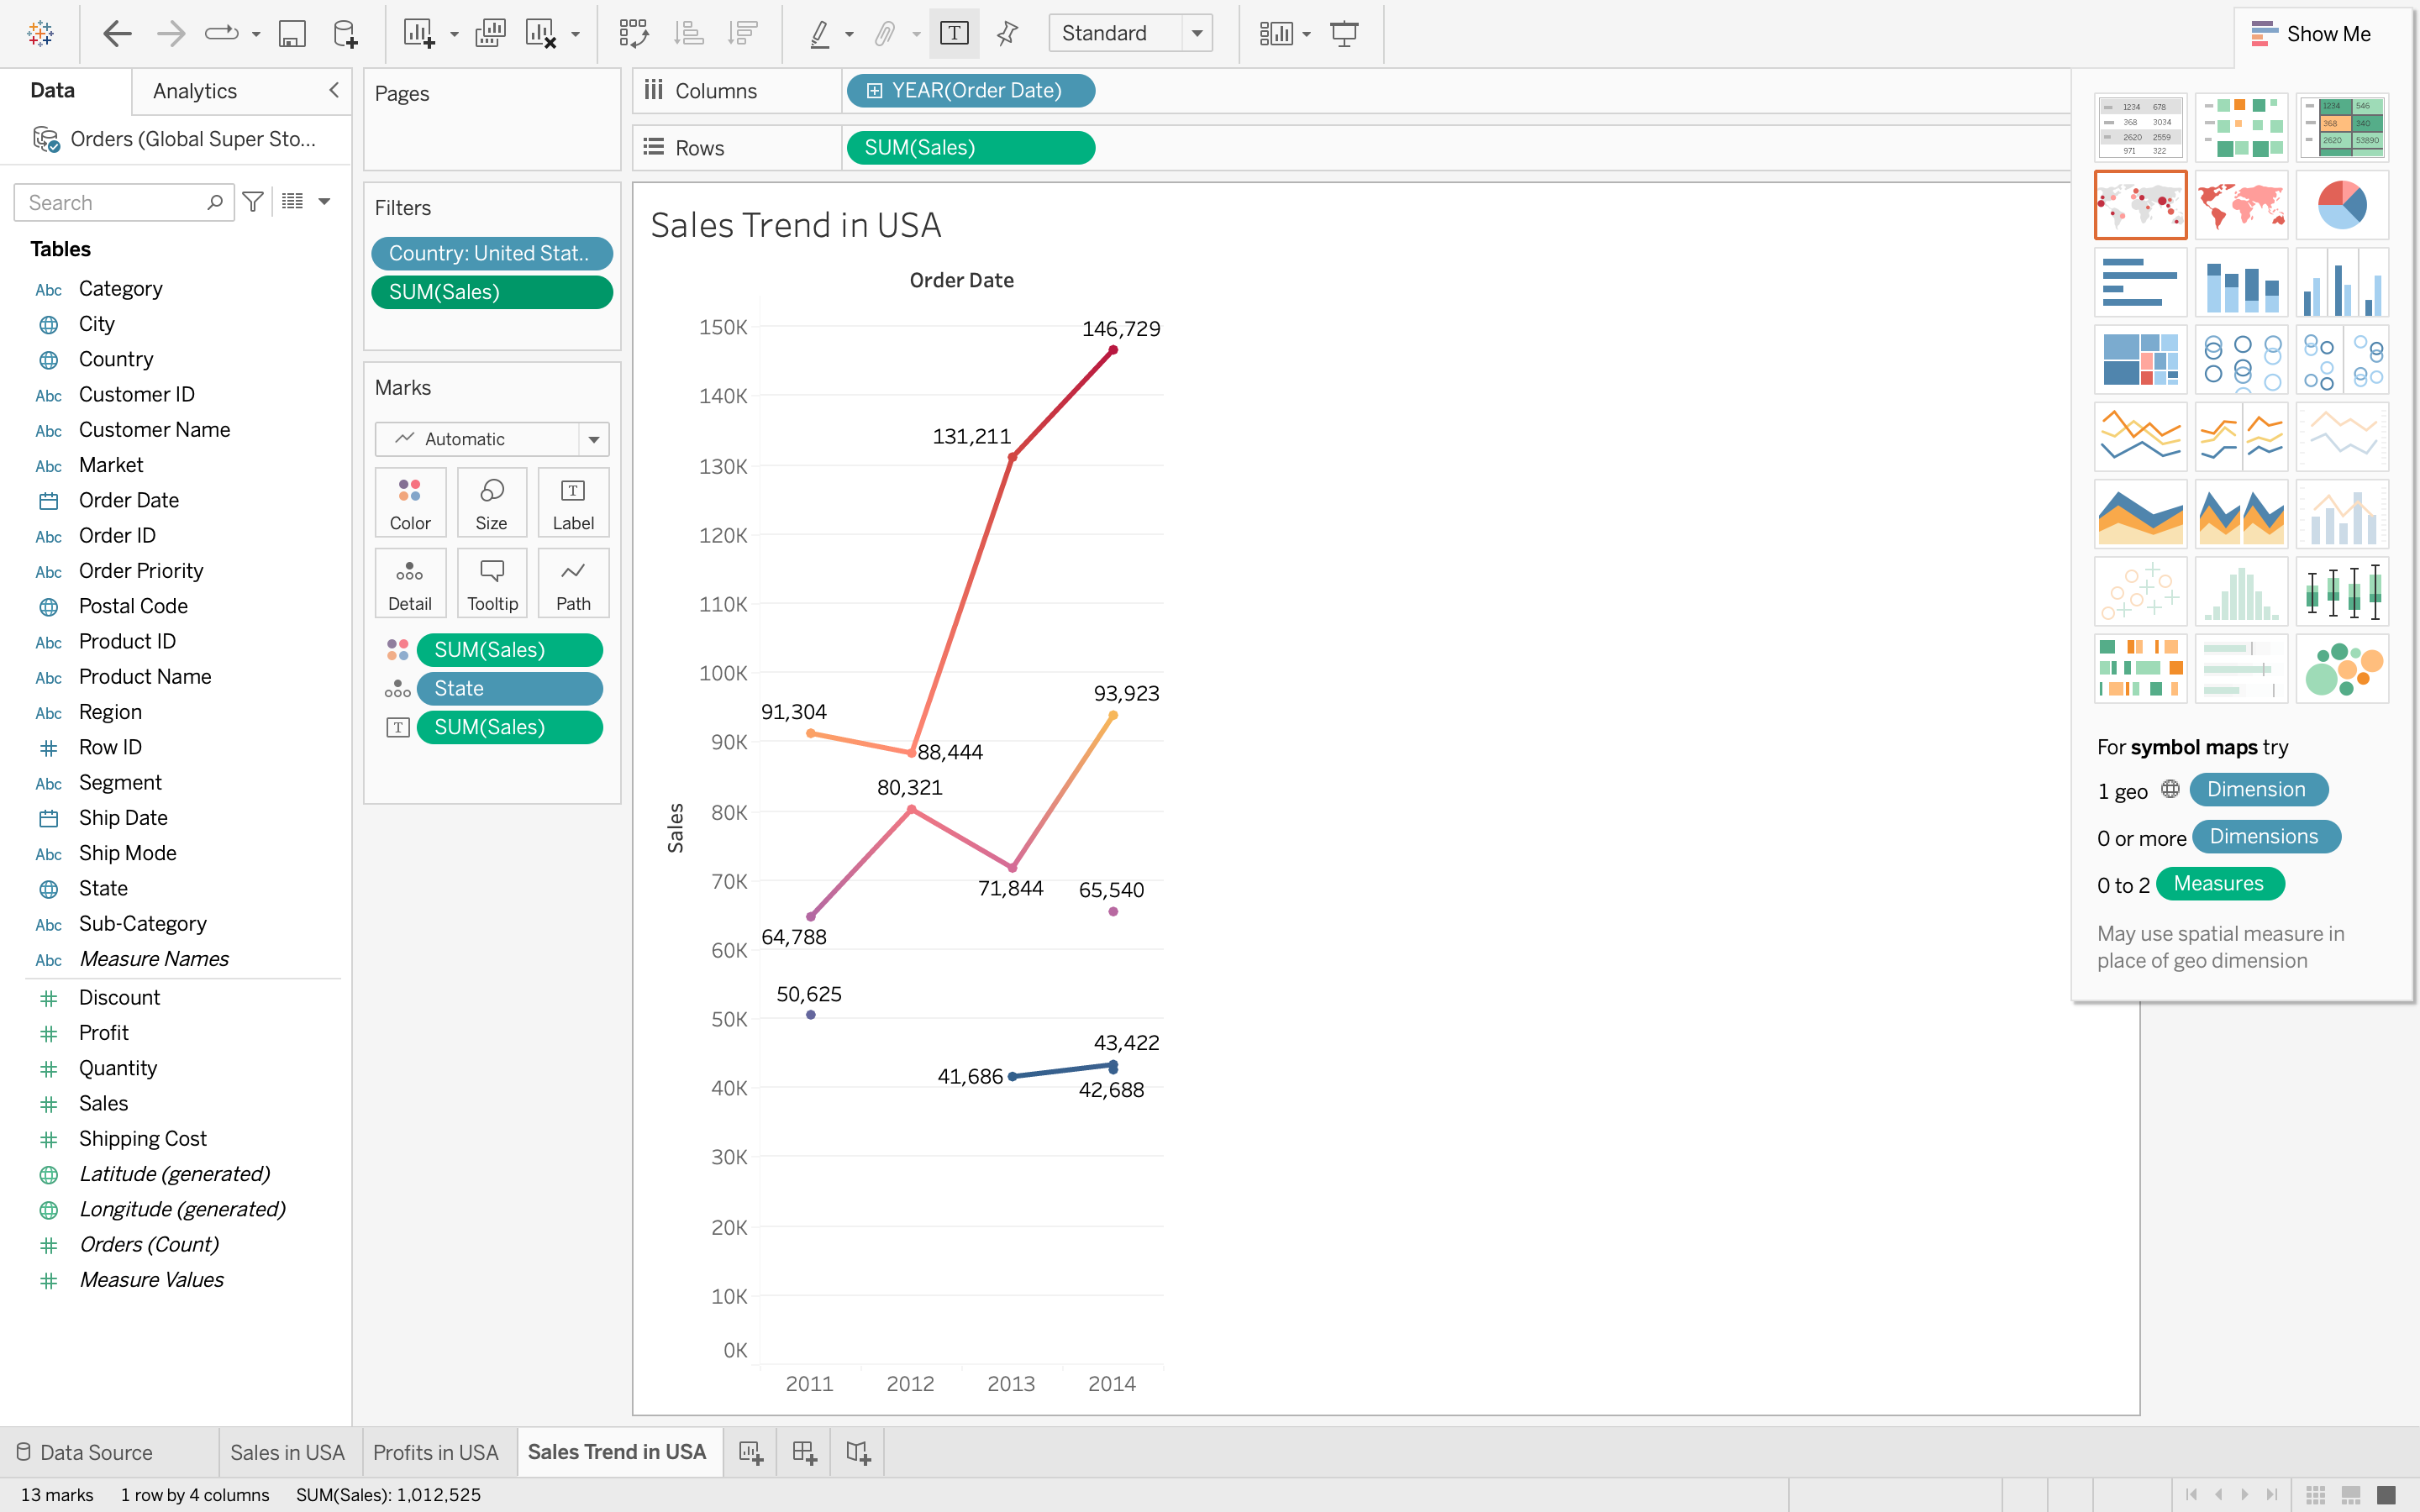 Standard
Show Me
Data
Analytics
Orders (Global Super Sto...
Search
Tables
Abc Category
City
Country
Abc Customer ID
Abc Customer Name
Abc Market
Order Date
Abc Order ID
Abc Order Priority
Postal Code
Abc Product ID
Abc Product Name
Abc Region
Row ID
Abc Segment
Ship Date
Abc Ship Mode
State
Abc Sub-Category
Abc Measure Names
Discount
Profit
Quantity
Sales
Shipping Cost
Latitude (generated)
Longitude (generated)
Orders (Count)
Measure Values
Pages
Filters
Country: United Stat..
SUM(Sales)
Marks
Automatic
Color Size Label
Detail Tooltip Path
SUM(Sales)
State
SUM(Sales)
Columns YEAR(Order Date)
Rows SUM(Sales)
Sales Trend in USA
Order Date
Sales
150K
140K
130K
120K
110K
100K
90K
80K
70K
60K
50K
40K
30K
20K
10K
0K
146,729
131,211
93,923
91,304
88,444
80,321
71,844
65,540
64,788
50,625
43,422
41,686
42,688
2011 2012 2013 2014
1234 678
368 3034
2620 2559
971 322
1234 546
368 340
2620 53890
For symbol maps try
1 geo Dimension
0 or more Dimensions
0 to 2 Measures
May use spatial measure in
place of geo dimension
Data Source
Sales in USA
Profits in USA
Sales Trend in USA
13 marks 1 row by 4 columns SUM(Sales): 1,012,525